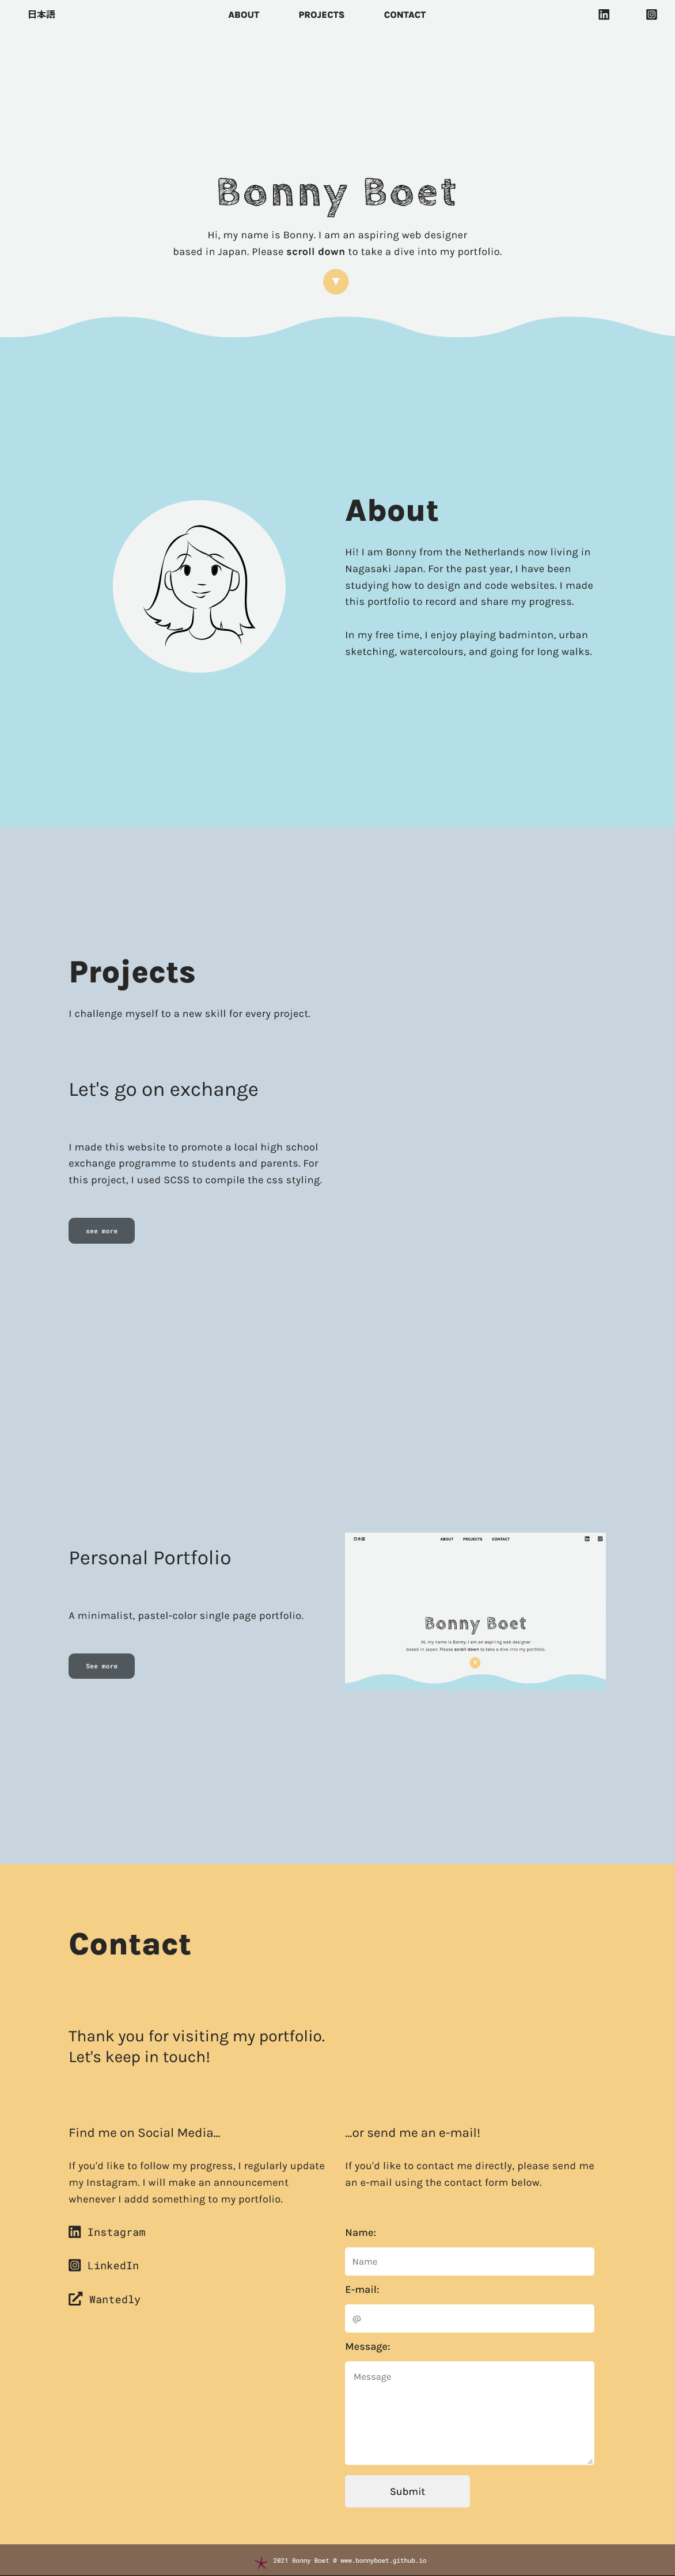 日本語
ABOUT
PROJECTS
CONTACT
Bonny Boet
Hi, my name is Bonny. I am an aspiring web designer
based in Japan. Please scroll down to take a dive into my portfolio.
About
Hi! I am Bonny from the Netherlands now living in
Nagasaki Japan. For the past year, I have been
studying how to design and code websites. I made
this portfolio to record and share my progress.
In my free time, I enjoy playing badminton, urban
sketching, watercolours, and going for long walks.
Projects
I challenge myself to a new skill for every project.
Let's go on exchange
I made this website to promote a local high school
exchange programme to students and parents. For
this project, I used SCSS to compile the css styling.
see more
Personal Portfolio
A minimalist, pastel-color single page portfolio.
See more
日本語
ABOUT
PROJECTS
CONTACT
Bonny Boet
Hi, my name is Bonny. I am an aspiring web designer
based in Japan. Please scroll down to take a dive into my portfolio.
Contact
Thank you for visiting my portfolio.
Let's keep in touch!
Find me on Social Media...
If you'd like to follow my progress, I regularly update
my Instagram. I will make an announcement
whenever I addd something to my portfolio.
Instagram
LinkedIn
Wantedly
...or send me an e-mail!
If you'd like to contact me directly, please send me
an e-mail using the contact form below.
Name:
Name
E-mail:
@
Message:
Message
Submit
2021 Bonny Boet @ www.bonnyboet.github.io